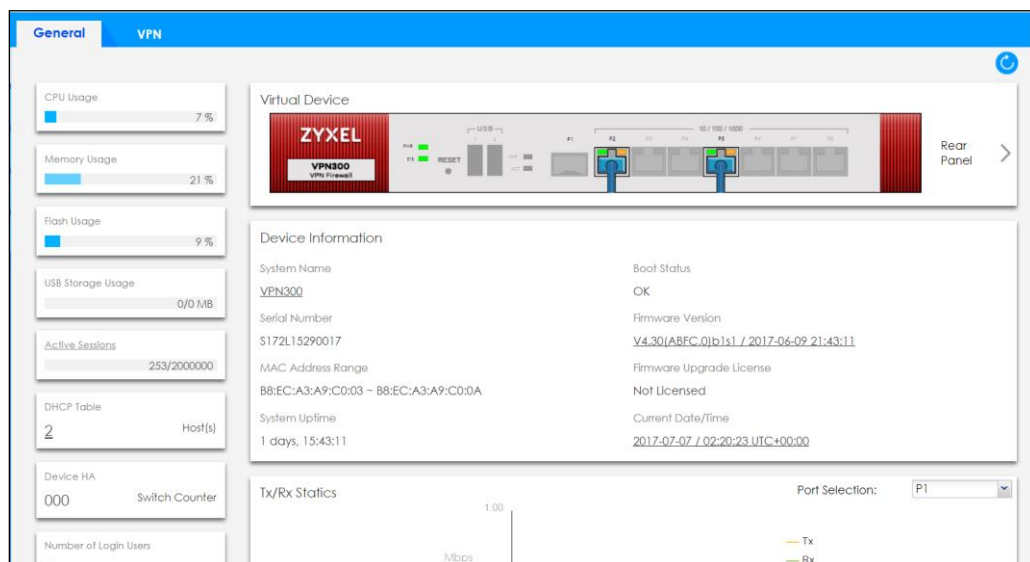 General
VPN
CPU Usage
7 %
Memory Usage
21 %
Flash Usage
9 %
USB Storage Usage
0/0 MB
Active Sessions
253/2000000
DHCP Table
2 Host(s)
Device HA
000 Switch Counter
Number of Login Users
Virtual Device
ZYXEL
VPN300
VPN Firewall
RESET
USB
10 / 100 / 1000
P1 P2 P3 P4 P5 P6 P7 P8
Rear
Panel
Device Information
System Name
VPN300
Serial Number
S172L15290017
MAC Address Range
B8:EC:A3:A9:C0:03 ~ B8:EC:A3:A9:C0:0A
System Uptime
1 days, 15:43:11
Boot Status
OK
Firmware Version
V4.30(ABFC.0)b1s1 / 2017-06-09 21:43:11
Firmware Upgrade License
Not Licensed
Current Date/Time
2017-07-07 / 02:20:23 UTC+00:00
Tx/Rx Statics
Port Selection: P1
1.00
Mbps
Tx
Rx